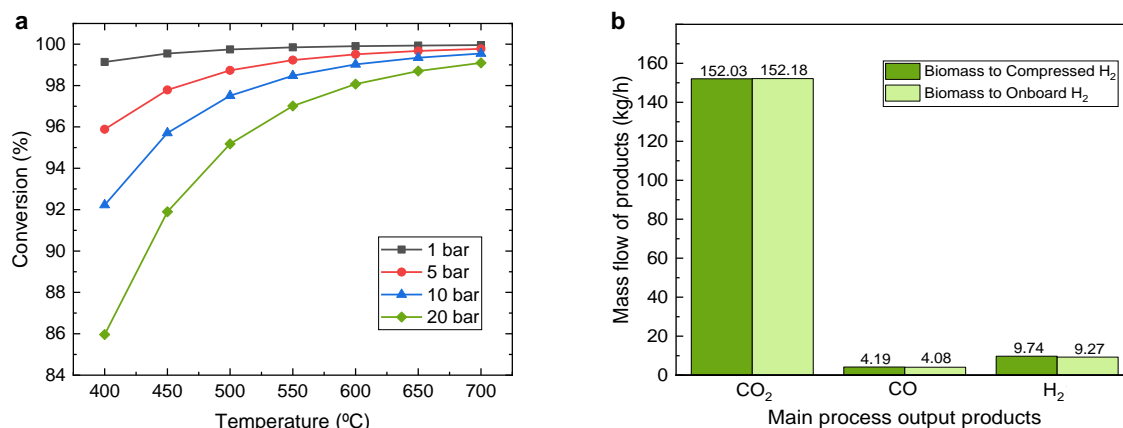 a
100
98
96
94
92
90
88
86
84
Conversion (%)
1 bar
5 bar
10 bar
20 bar
400 450 500 550 600 650 700
Temperature (ºC)
b
160
140
120
100
80
60
40
20
0
Mass flow of products (kg/h)
Biomass to Compressed H₂
Biomass to Onboard H₂
152.03 152.18
4.19 4.08
9.74 9.27
CO₂ CO H₂
Main process output products